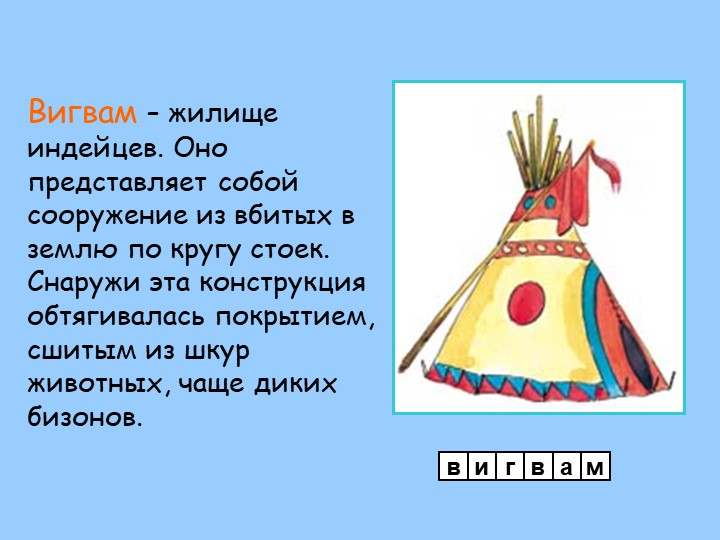 Вигвам – жилище
индейцев. Оно
представляет собой
сооружение из вбитых в
землю по кругу стоек.
Снаружи эта конструкция
обтягивалась покрытием,
сшитым из шкур
животных, чаще диких
бизонов.
вигвам